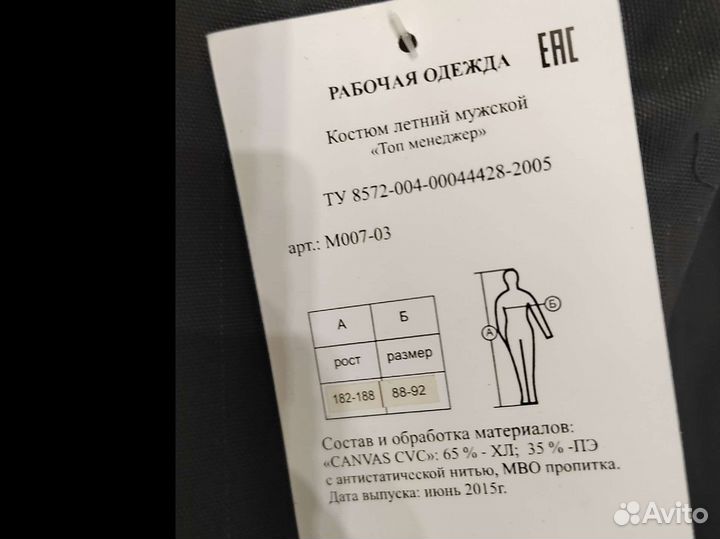 ЕАС
РАБОЧАЯ ОДЕЖДА
Костюм летний мужской
«Топ менеджер»
ТУ 8572-004-00044428-2005
арт.: М007-03
А Б
рост размер
182-188 88-92
А Б
Состав и обработка материалов:
«CANVAS CVC»: 65 % - ХЛ; 35 % -ПЭ
с антистатической нитью, МВО пропитка.
Дата выпуска: июнь 2015г.
Avito